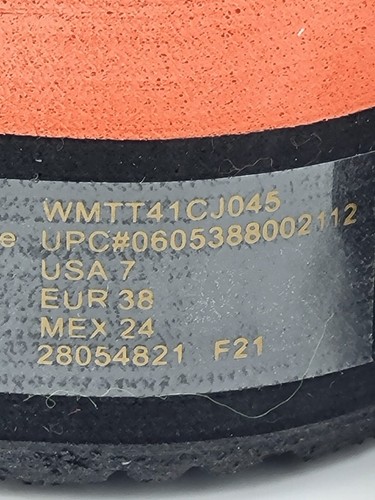 WMTT41CJ045
e UPC#0605388002112
USA 7
EUR 38
MEX 24
28054821 F21